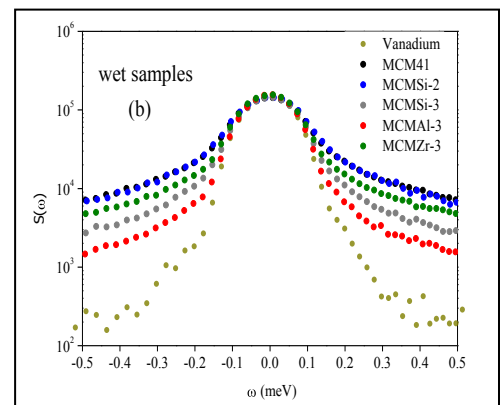 10^6
10^5
10^4
10^3
10^2
S(ω)
wet samples
(b)
Vanadium
MCM41
MCMSi-2
MCMSi-3
MCMAl-3
MCMZr-3
-0.5 -0.4 -0.3 -0.2 -0.1 0.0 0.1 0.2 0.3 0.4 0.5
ω (meV)